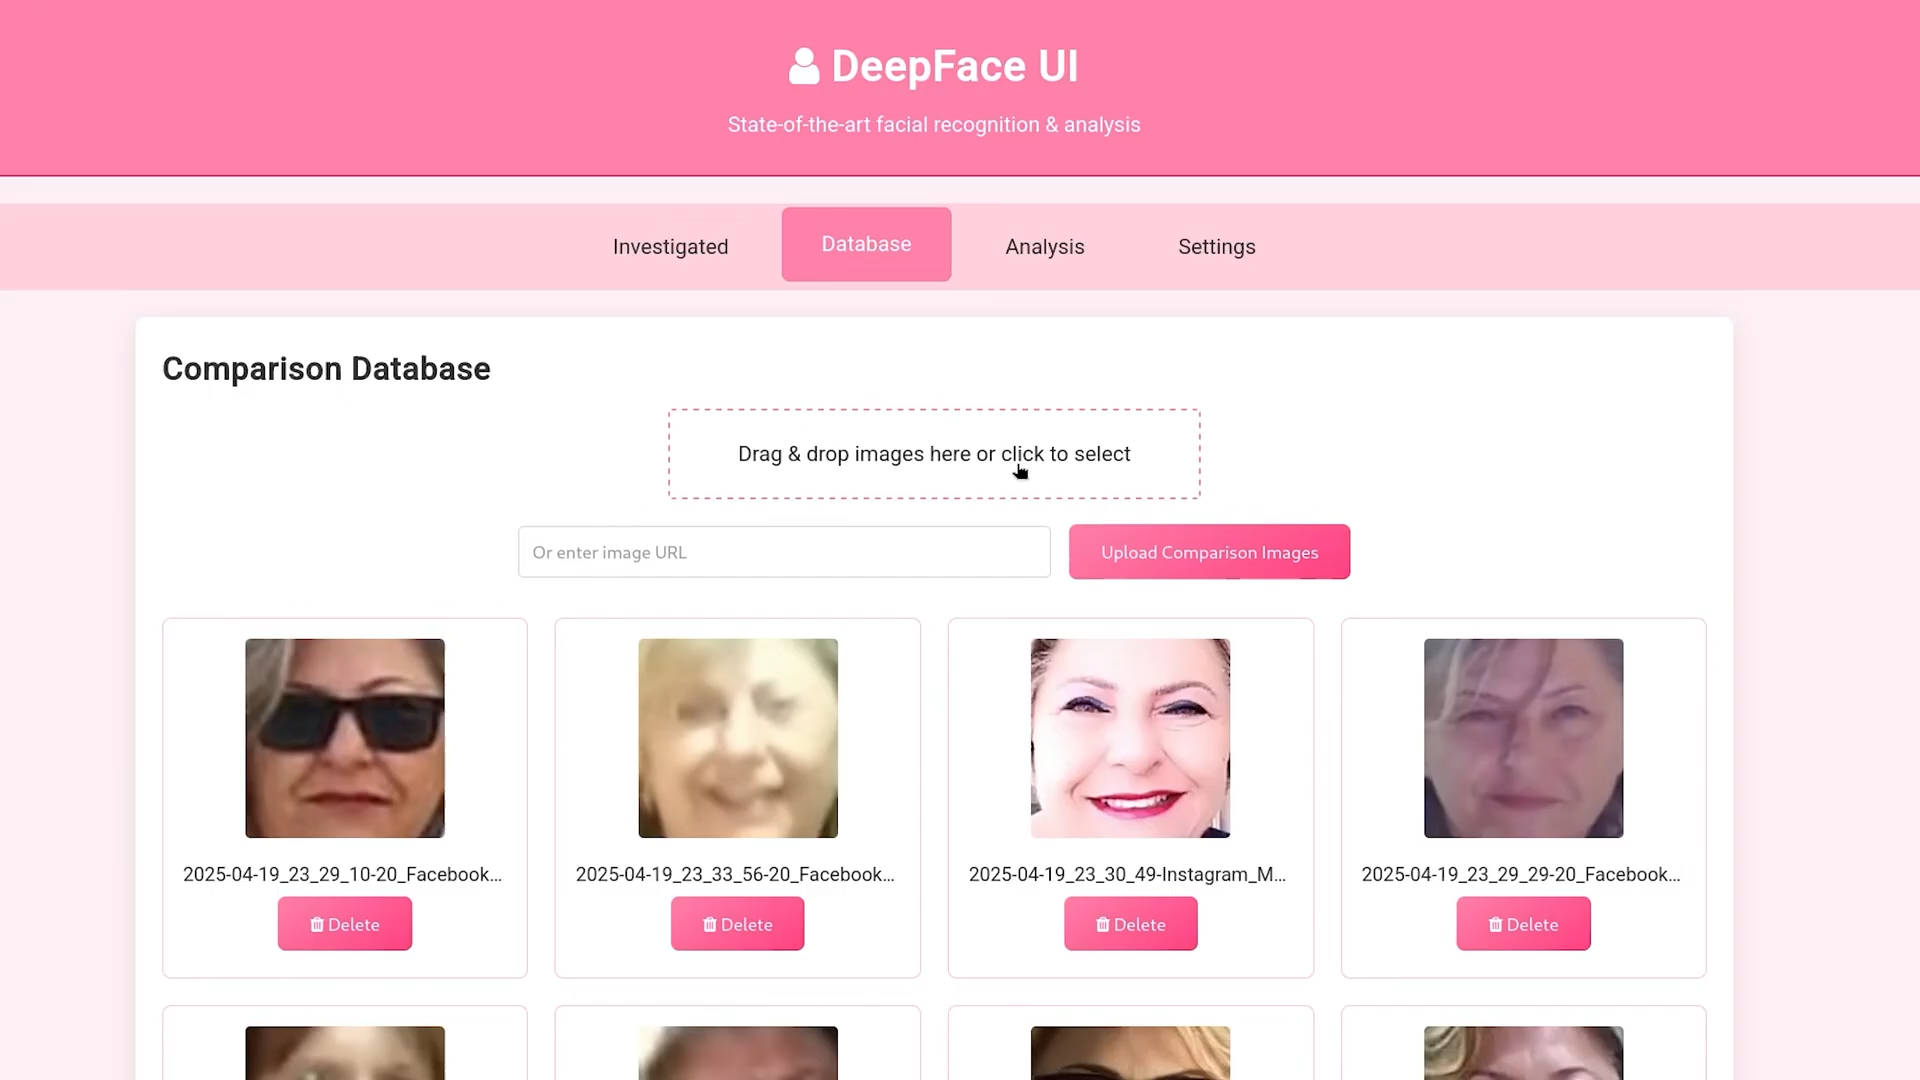 DeepFace UI
State-of-the-art facial recognition & analysis
Investigated
Database
Analysis
Settings
Comparison Database
Drag & drop images here or click to select
Or enter image URL
Upload Comparison Images
2025-04-19_23_29_10-20_Facebook...
2025-04-19_23_33_56-20_Facebook...
2025-04-19_23_30_49-Instagram_M...
2025-04-19_23_29_29-20_Facebook...
Delete
Delete
Delete
Delete